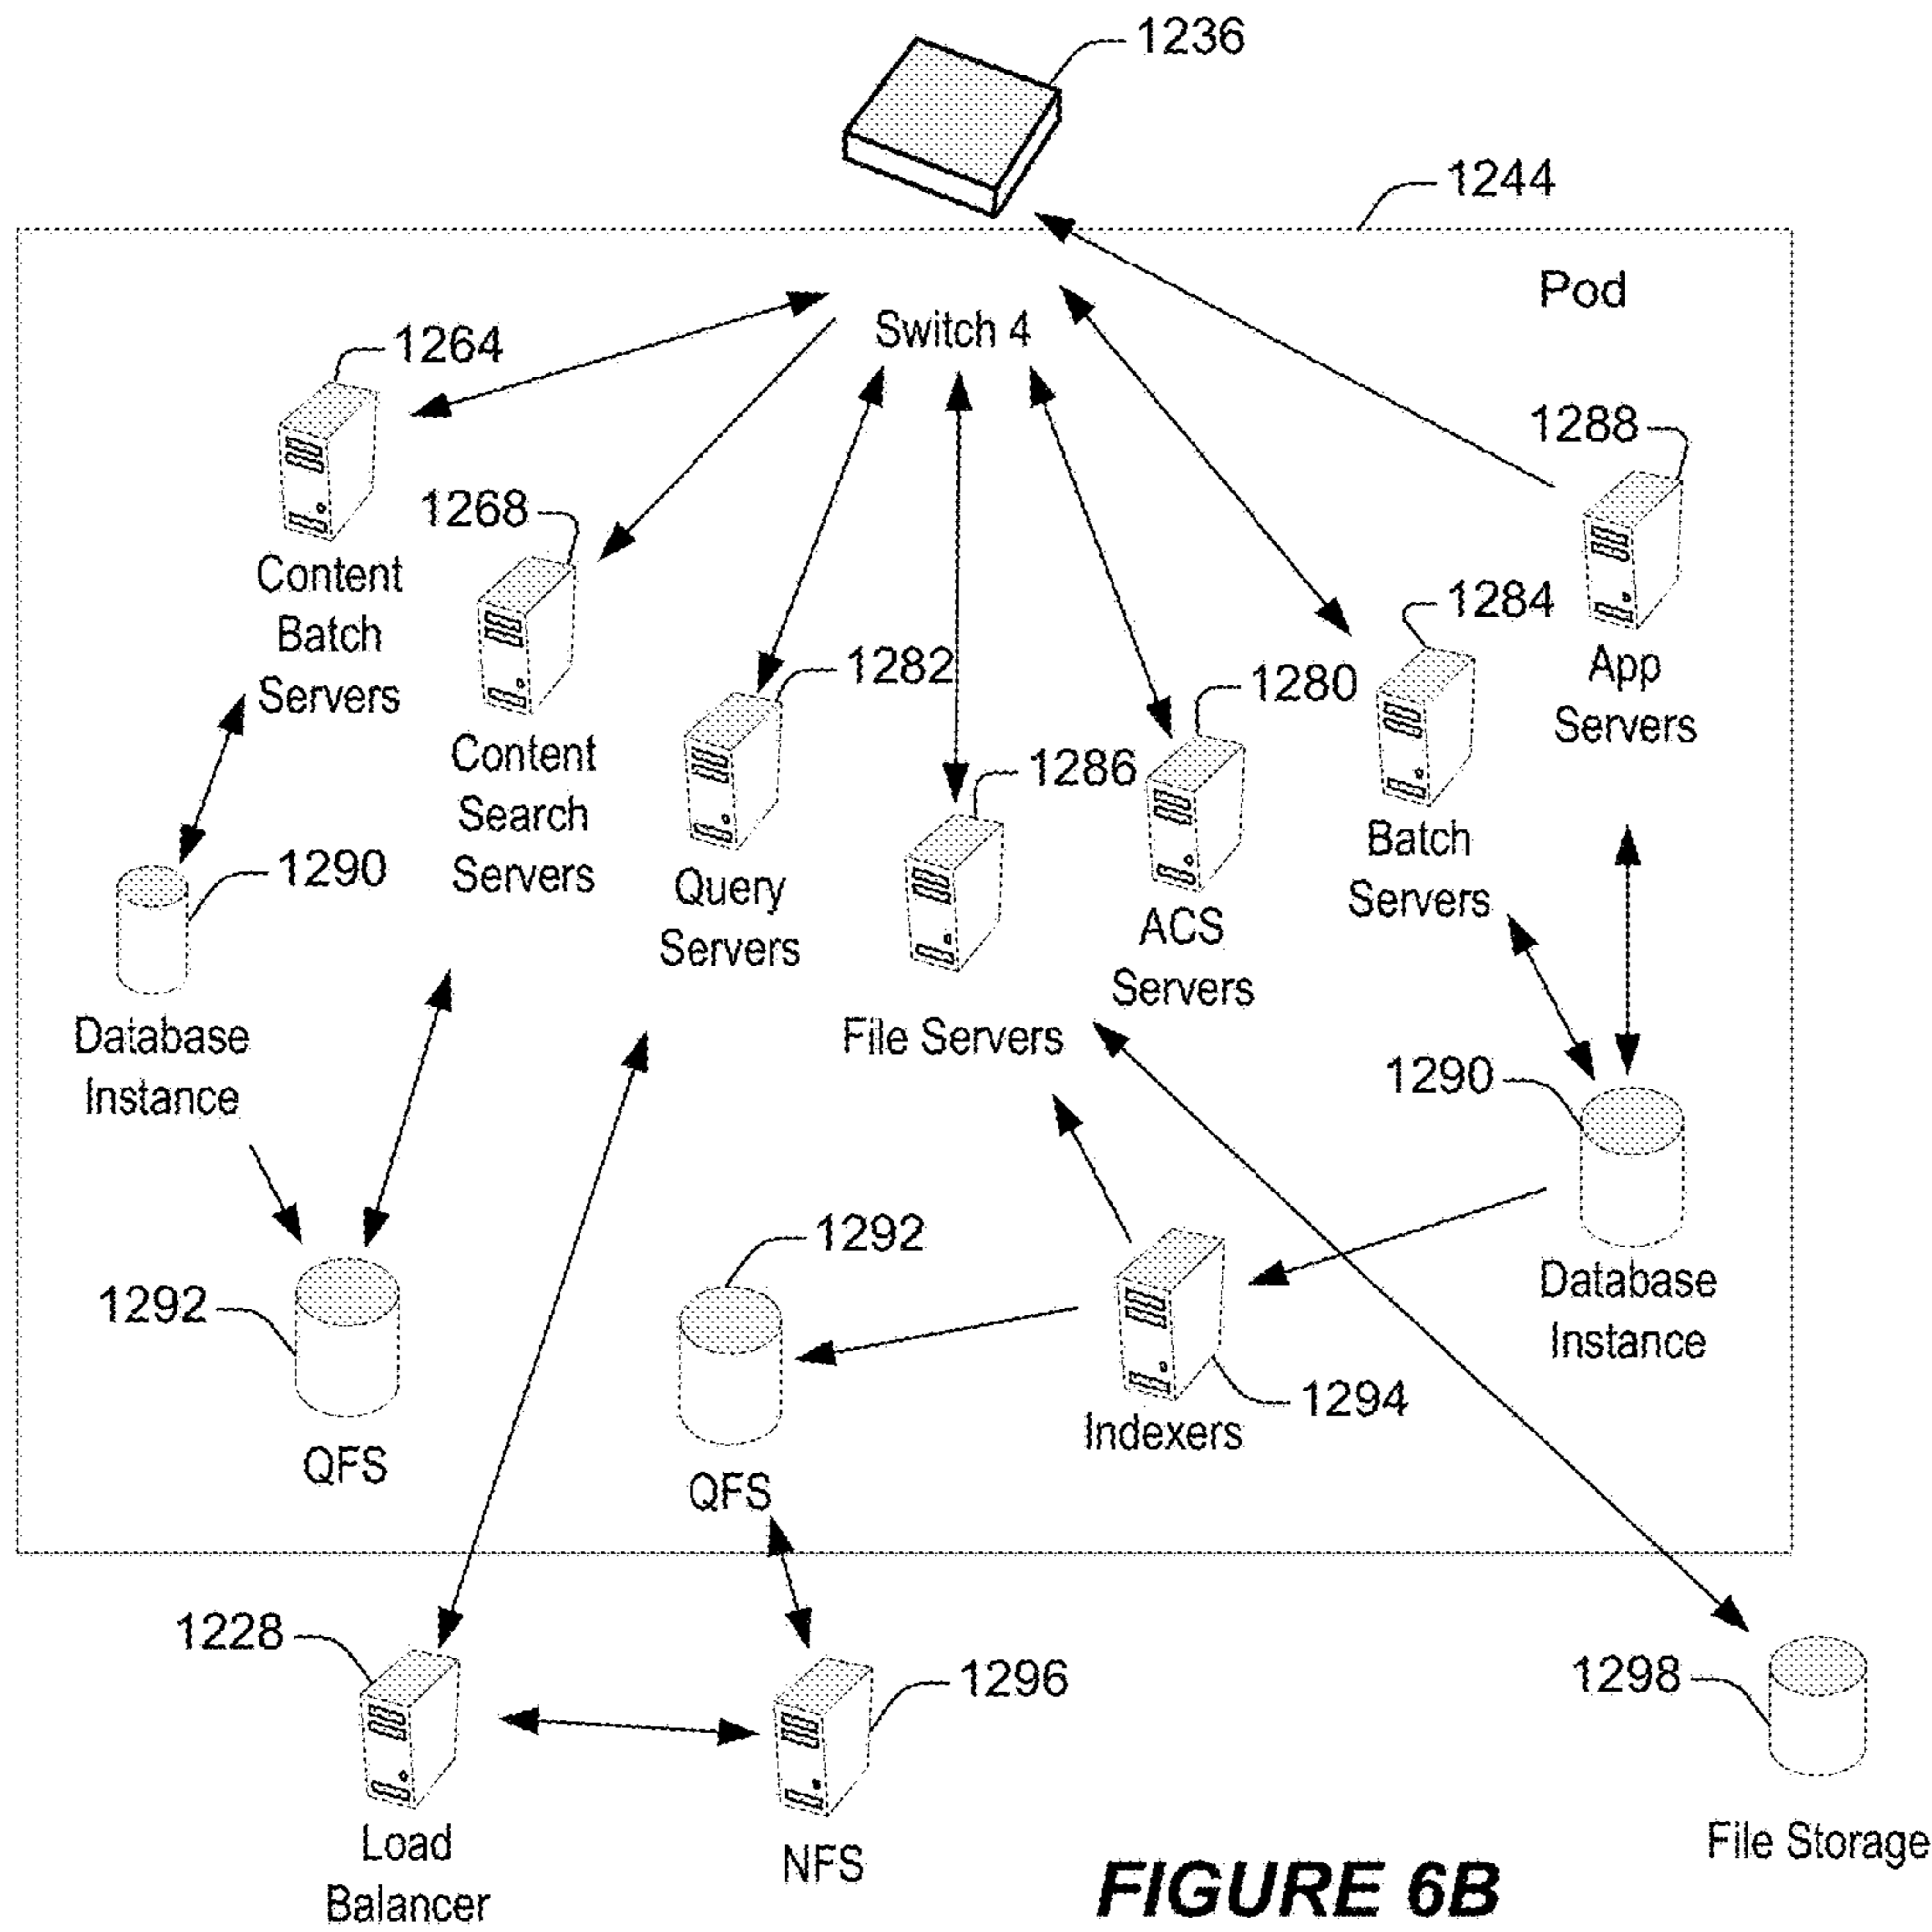 1236
1244
Pod
Switch 4
1264
1288
1268
Content
Batch
Servers
1284
App
Servers
1282
1280
Content
Search
Servers
1286
Batch
Servers
1290
Query
Servers
ACS
Servers
Database
Instance
File Servers
1290
1292
1292
Database
Instance
1294
Indexers
QFS
QFS
1228
1296
1298
Load
Balancer
NFS
File Storage
FIGURE 6B